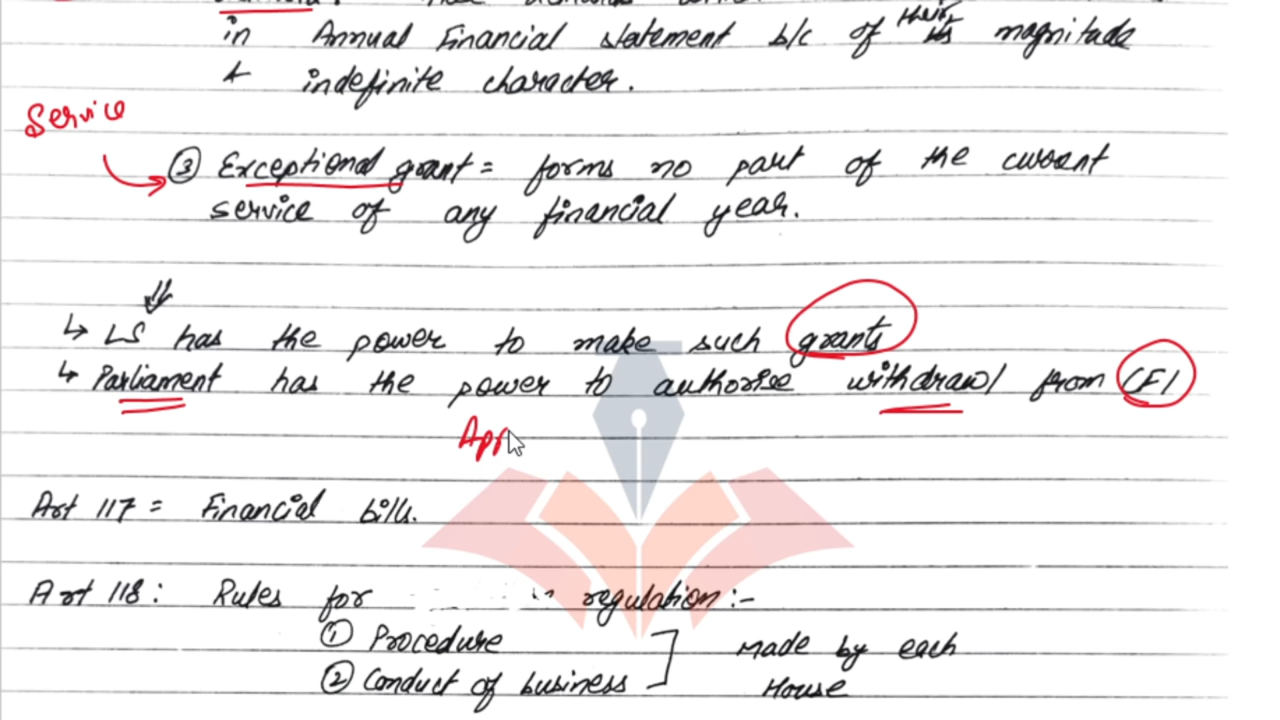 in Annual Financial statement b/c of their magnitude
& indefinite character.
Service
③ Exceptional grant = forms no part of the current
service of any financial year.
↳ LS has the power to make such grants
↳ Parliament has the power to authorise withdrawl from CFI
App
Art 117 = Financial bills.
Art 118: Rules for regulation :-
① Procedure
② Conduct of business
Made by each
House